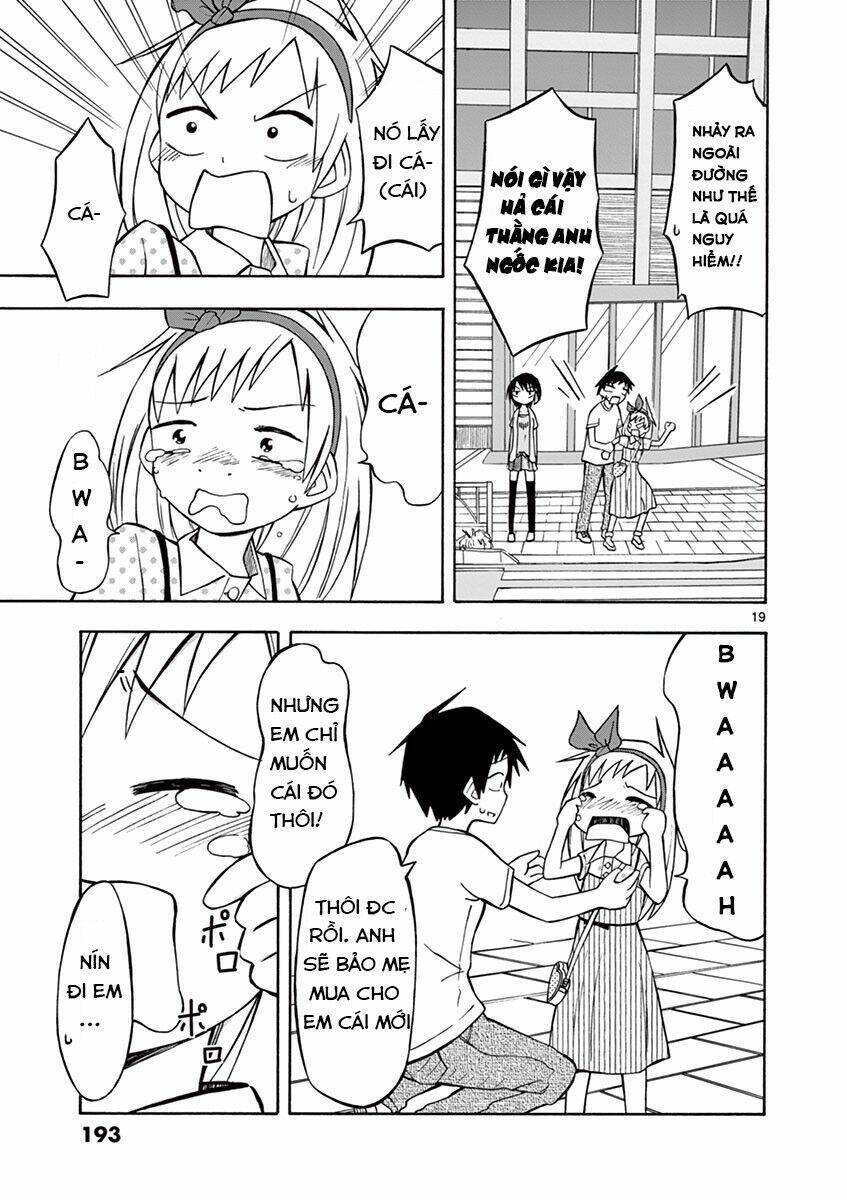 NHẢY RA
NGOÀI
ĐƯỜNG
NHƯ THẾ
LÀ QUÁ
NGUY
HIỂM!!
NÓI GÌ VẬY
HẢ CÁI
THẰNG ANH
NGỐC KIA!
19
NÓ LẤY
ĐI CÁ-
(CÁI)
CÁ-
CÁ-
B
W
A
-
B
W
A
A
A
A
A
H
NHƯNG
EM CHỈ
MUỐN
CÁI ĐÓ
THÔI!
THÔI ĐC
RỒI. ANH
SẼ BẢO MẸ
MUA CHO
EM CÁI MỚI
NÍN
ĐI EM
...
ポロ
ポロ
193